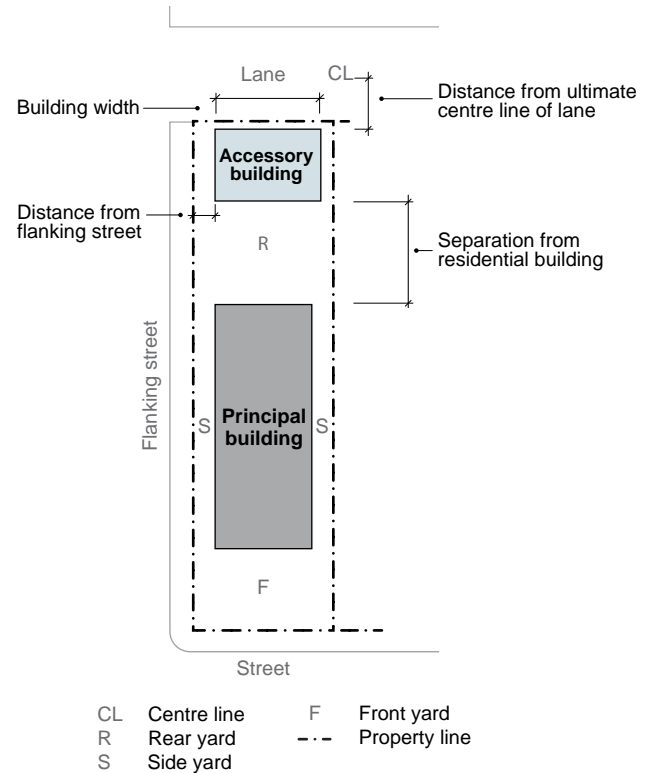 Lane
CL
Building width
Distance from ultimate
centre line of lane
Accessory
building
Distance from
flanking street
R
Separation from
residential building
Flanking street
S
Principal
building
S
F
Street
CL Centre line
R Rear yard
S Side yard
F Front yard
Property line